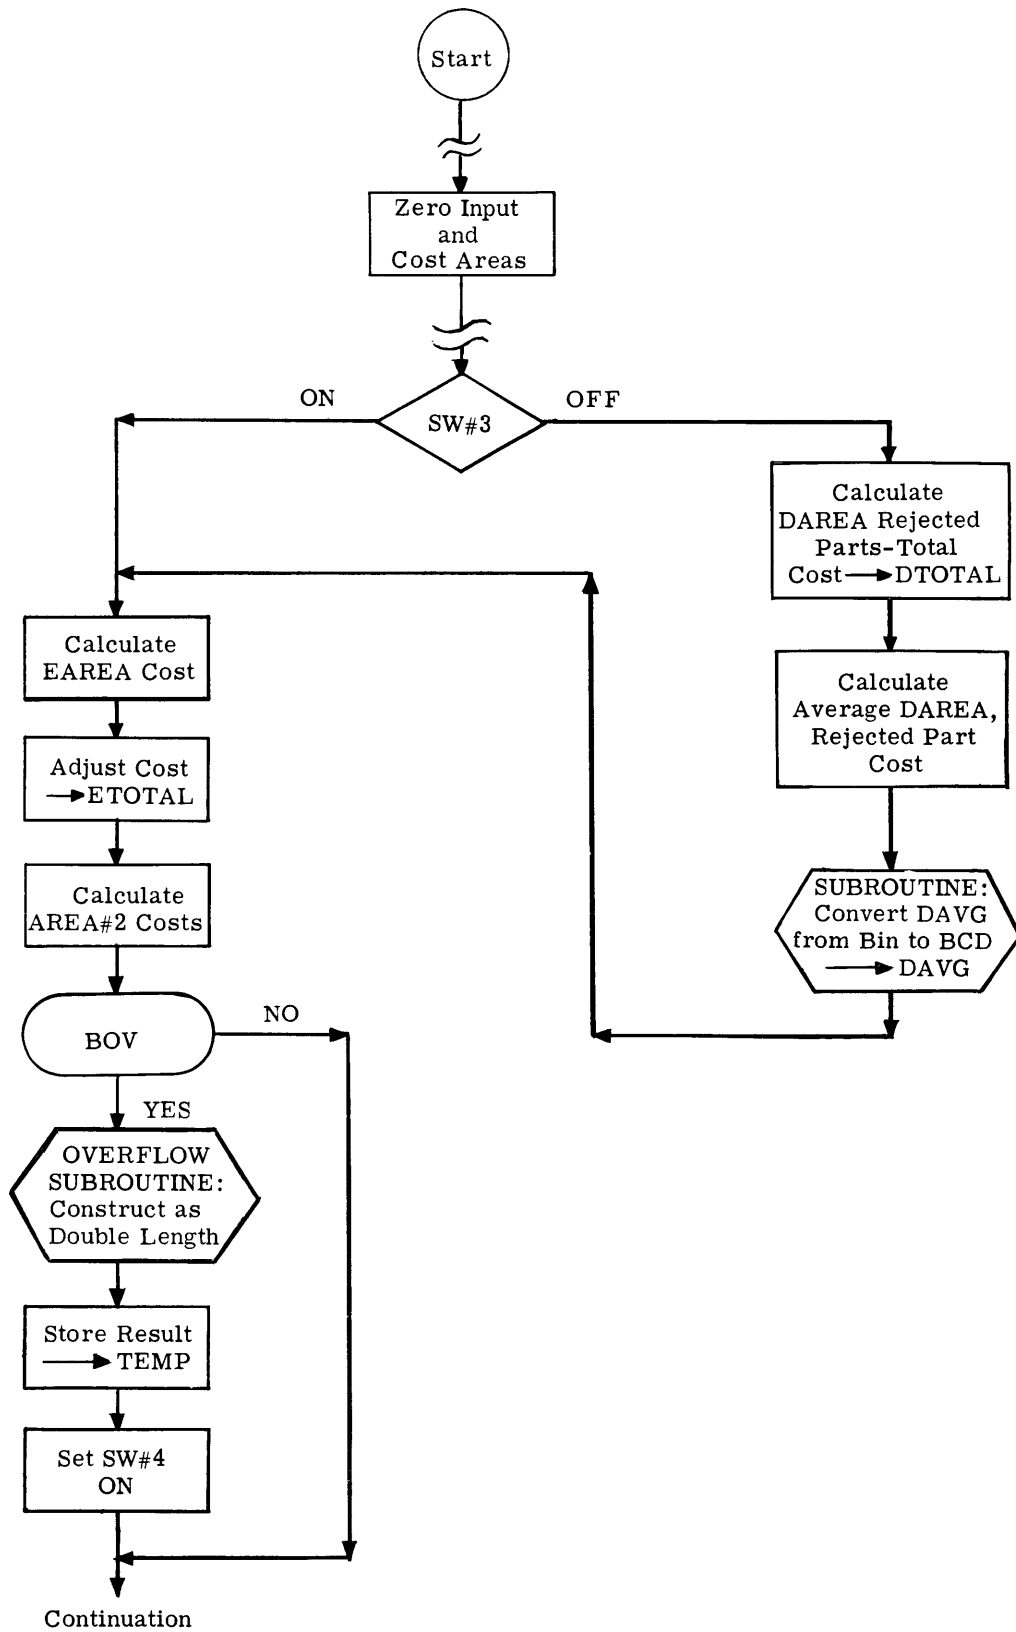 Start
Zero Input
and
Cost Areas
ON
OFF
SW#3
Calculate
DAREA Rejected
Parts-Total
Cost → DTOTAL
Calculate
EAREA Cost
Calculate
Average DAREA,
Rejected Part
Cost
Adjust Cost
→ ETOTAL
Calculate
AREA#2 Costs
SUBROUTINE:
Convert DAVG
from Bin to BCD
→ DAVG
BOV
NO
YES
OVERFLOW
SUBROUTINE:
Construct as
Double Length
Store Result
→ TEMP
Set SW#4
ON
Continuation